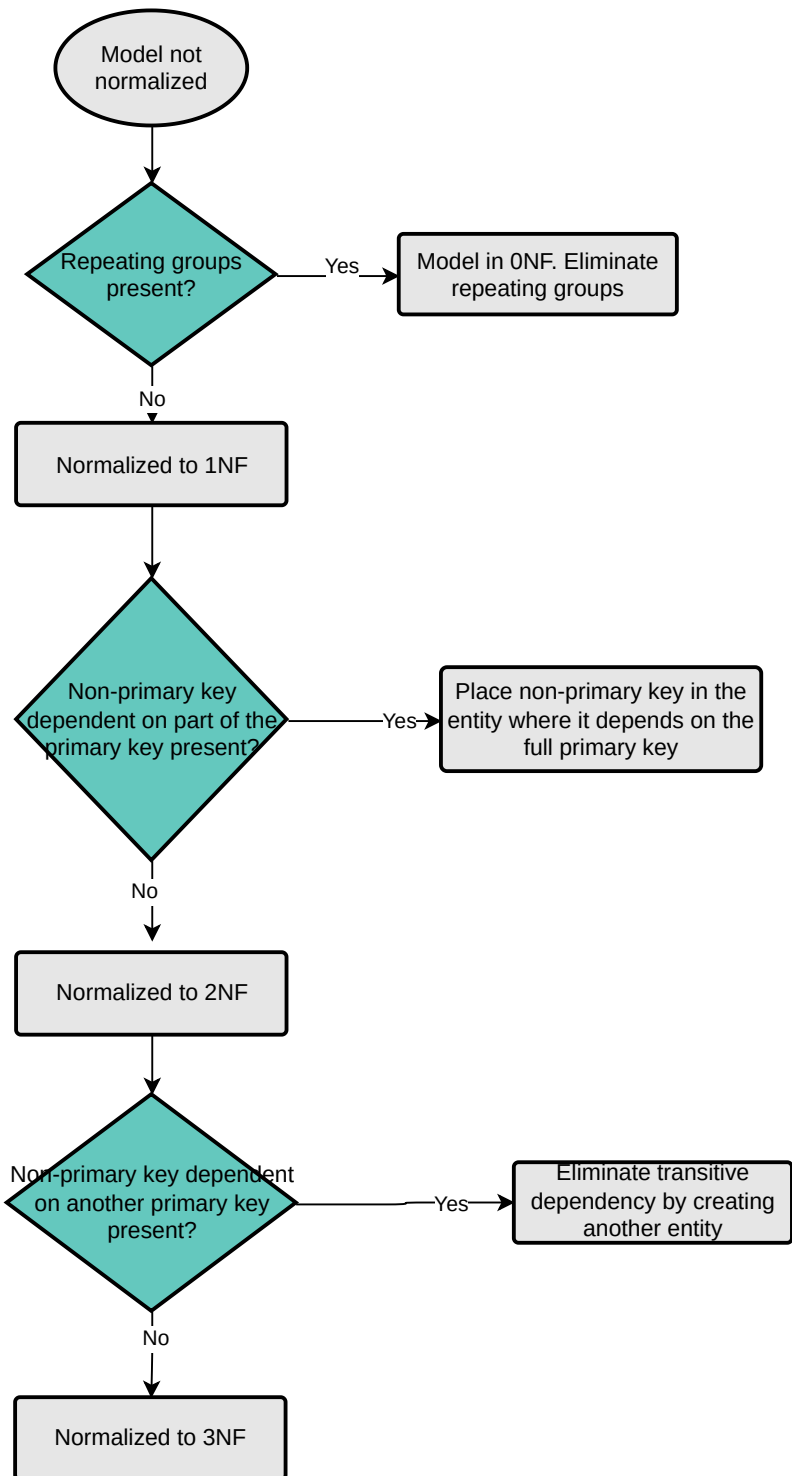 Model not
normalized
Repeating groups
present?
Yes
Model in 0NF. Eliminate
repeating groups
No
Normalized to 1NF
Non-primary key
dependent on part of the
primary key present?
Yes
Place non-primary key in the
entity where it depends on the
full primary key
No
Normalized to 2NF
Non-primary key dependent
on another primary key
present?
Yes
Eliminate transitive
dependency by creating
another entity
No
Normalized to 3NF